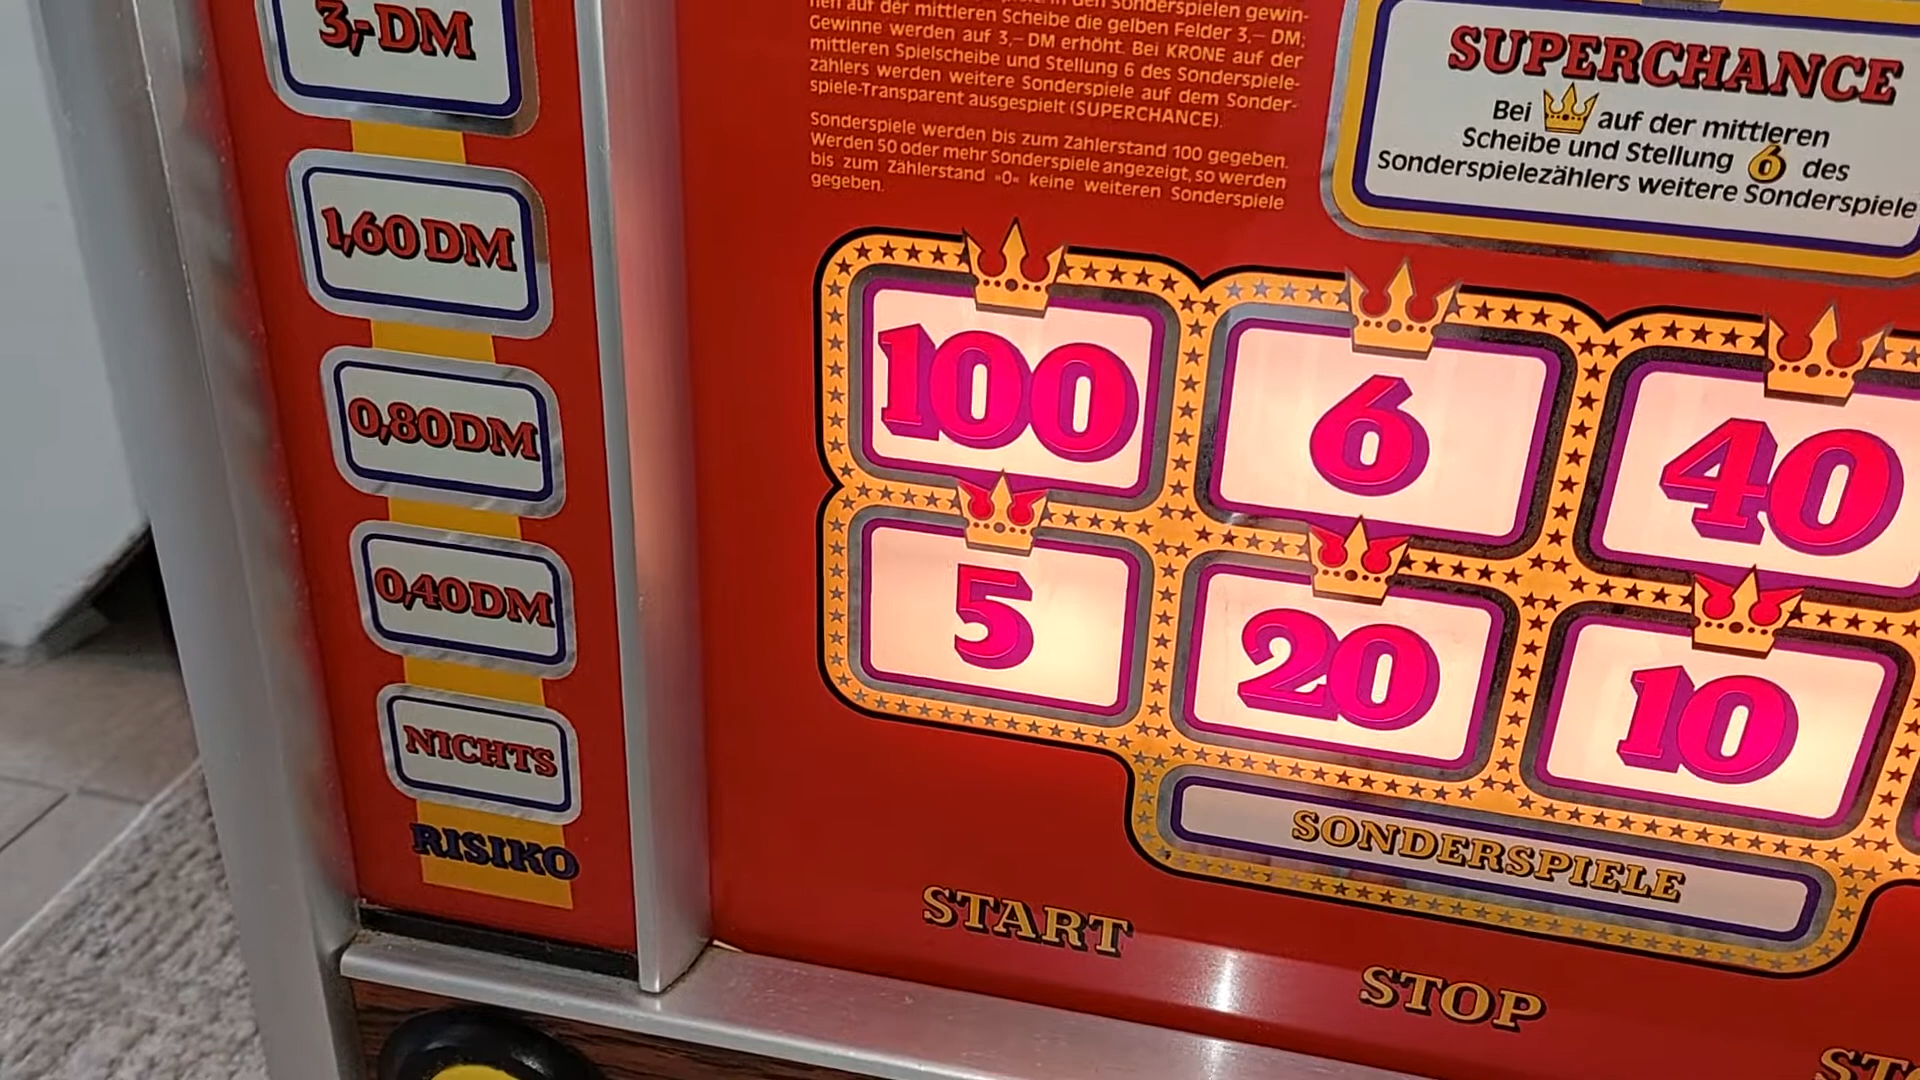 3,-DM
1,60 DM
0,80 DM
0,40 DM
NICHTS
RISIKO
den Sonderspielen gewin-
nen auf der mittleren Scheibe die gelben Felder 3,– DM;
Gewinne werden auf 3,– DM erhöht. Bei KRONE auf der
mittleren Spielscheibe und Stellung 6 des Sonderspiele-
zählers werden weitere Sonderspiele auf dem Sonder-
spiele-Transparent ausgespielt (SUPERCHANCE).
Sonderspiele werden bis zum Zählerstand 100 gegeben.
Werden 50 oder mehr Sonderspiele angezeigt, so werden
bis zum Zählerstand »0« keine weiteren Sonderspiele
gegeben.
SUPERCHANCE
Bei auf der mittleren
Scheibe und Stellung 6 des
Sonderspielezählers weitere Sonderspiele
100 6 40
5 20 10
SONDERSPIELE
START
STOP
STO